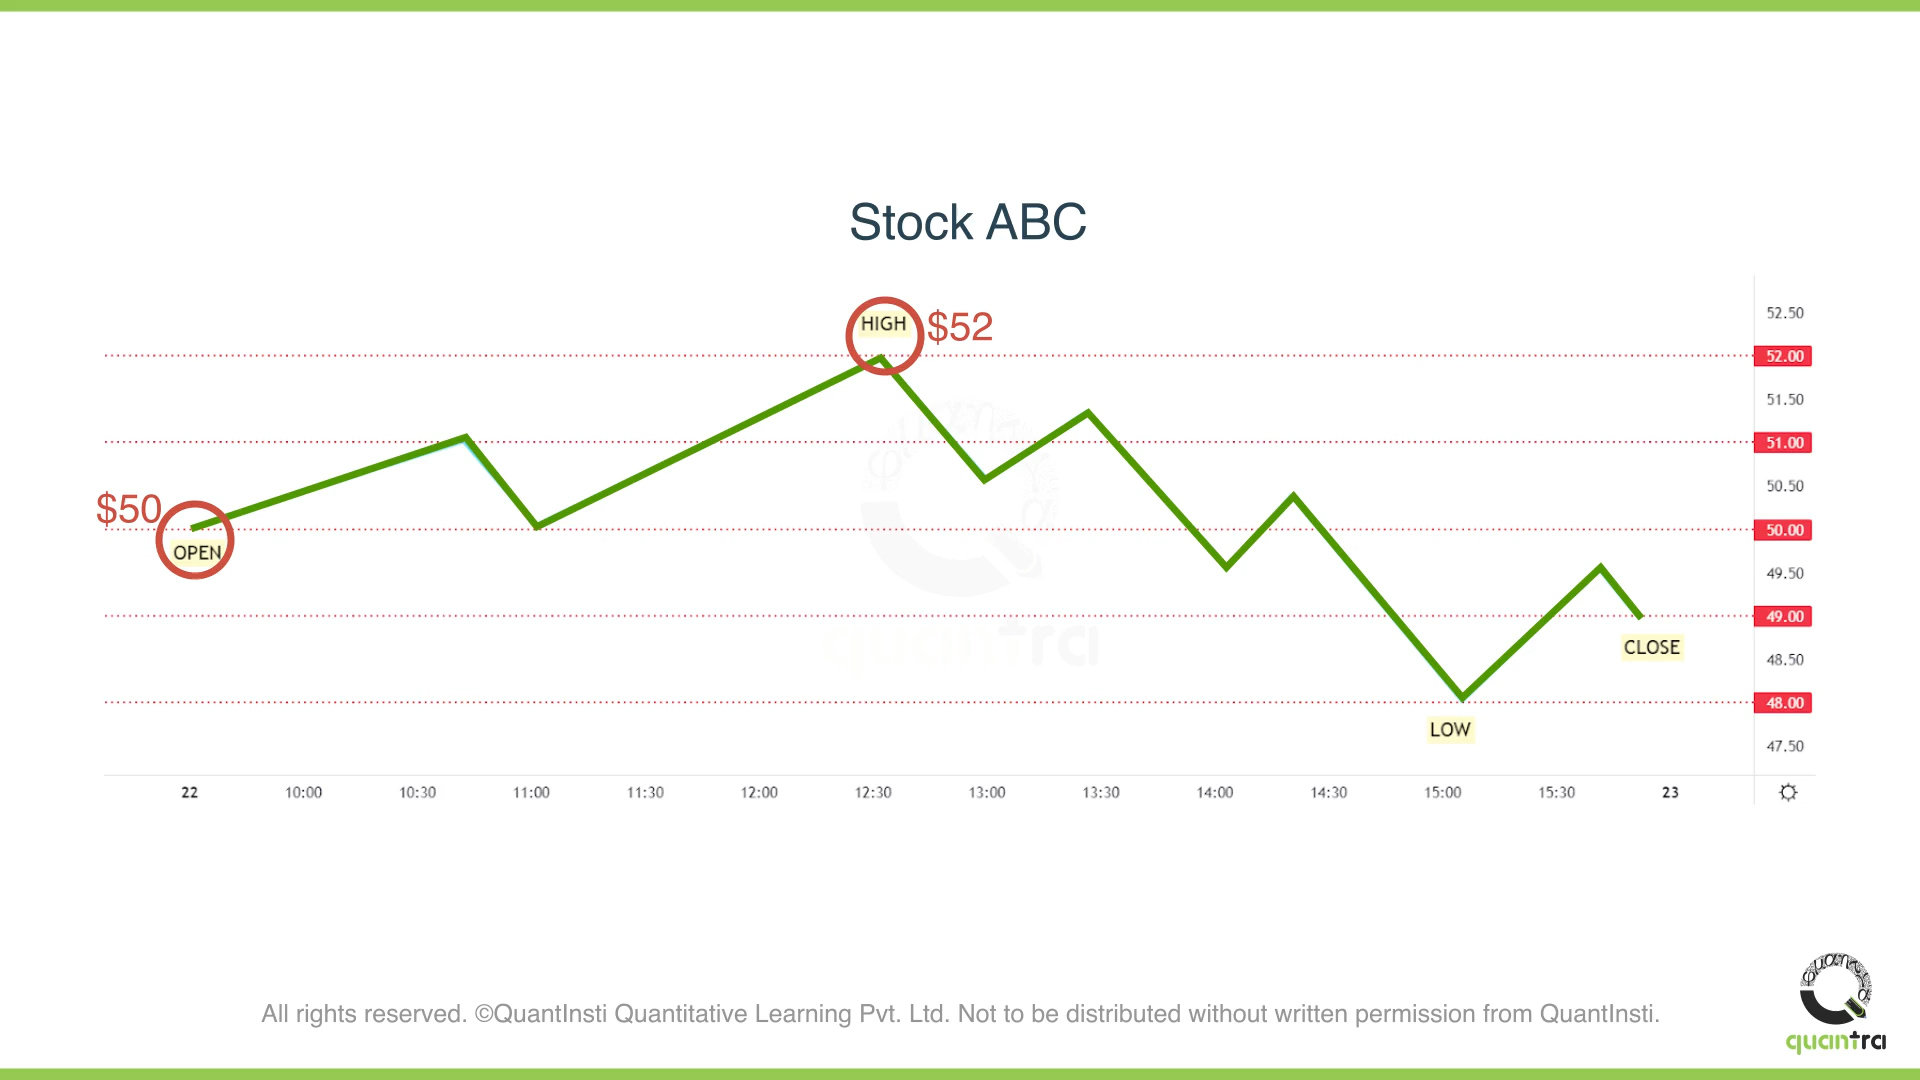 Stock ABC
HIGH $52
52.50
52.00
51.50
51.00
50.50
$50
OPEN
50.00
49.50
49.00
CLOSE
48.50
48.00
LOW
47.50
22 10:00 10:30 11:00 11:30 12:00 12:30 13:00 13:30 14:00 14:30 15:00 15:30 23
All rights reserved. ©QuantInsti Quantitative Learning Pvt. Ltd. Not to be distributed without written permission from QuantInsti.
quantra